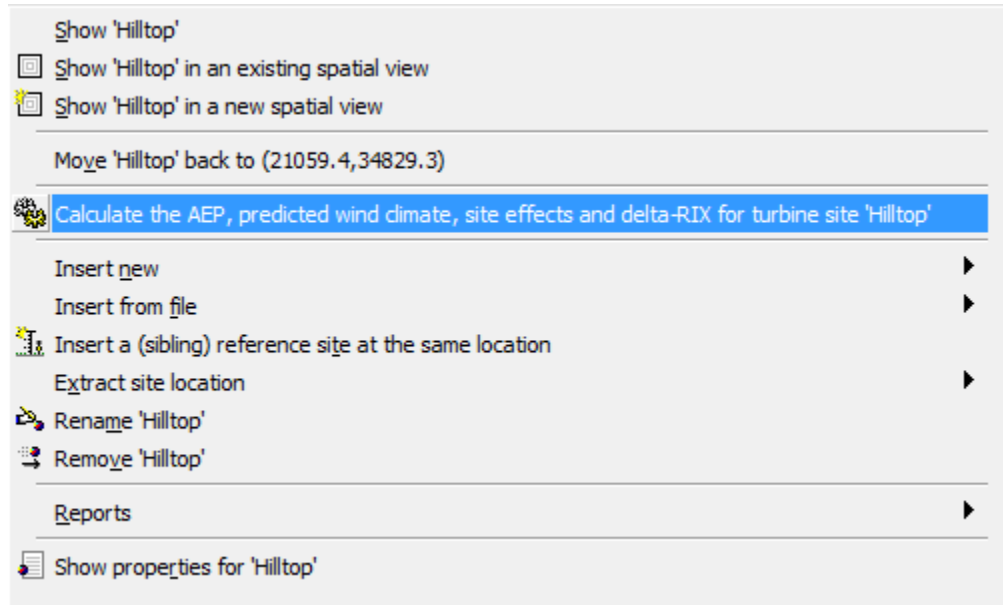 Show 'Hilltop'
Show 'Hilltop' in an existing spatial view
Show 'Hilltop' in a new spatial view
Move 'Hilltop' back to (21059.4,34829.3)
Calculate the AEP, predicted wind climate, site effects and delta-RIX for turbine site 'Hilltop'
Insert new
Insert from file
Insert a (sibling) reference site at the same location
Extract site location
Rename 'Hilltop'
Remove 'Hilltop'
Reports
Show properties for 'Hilltop'